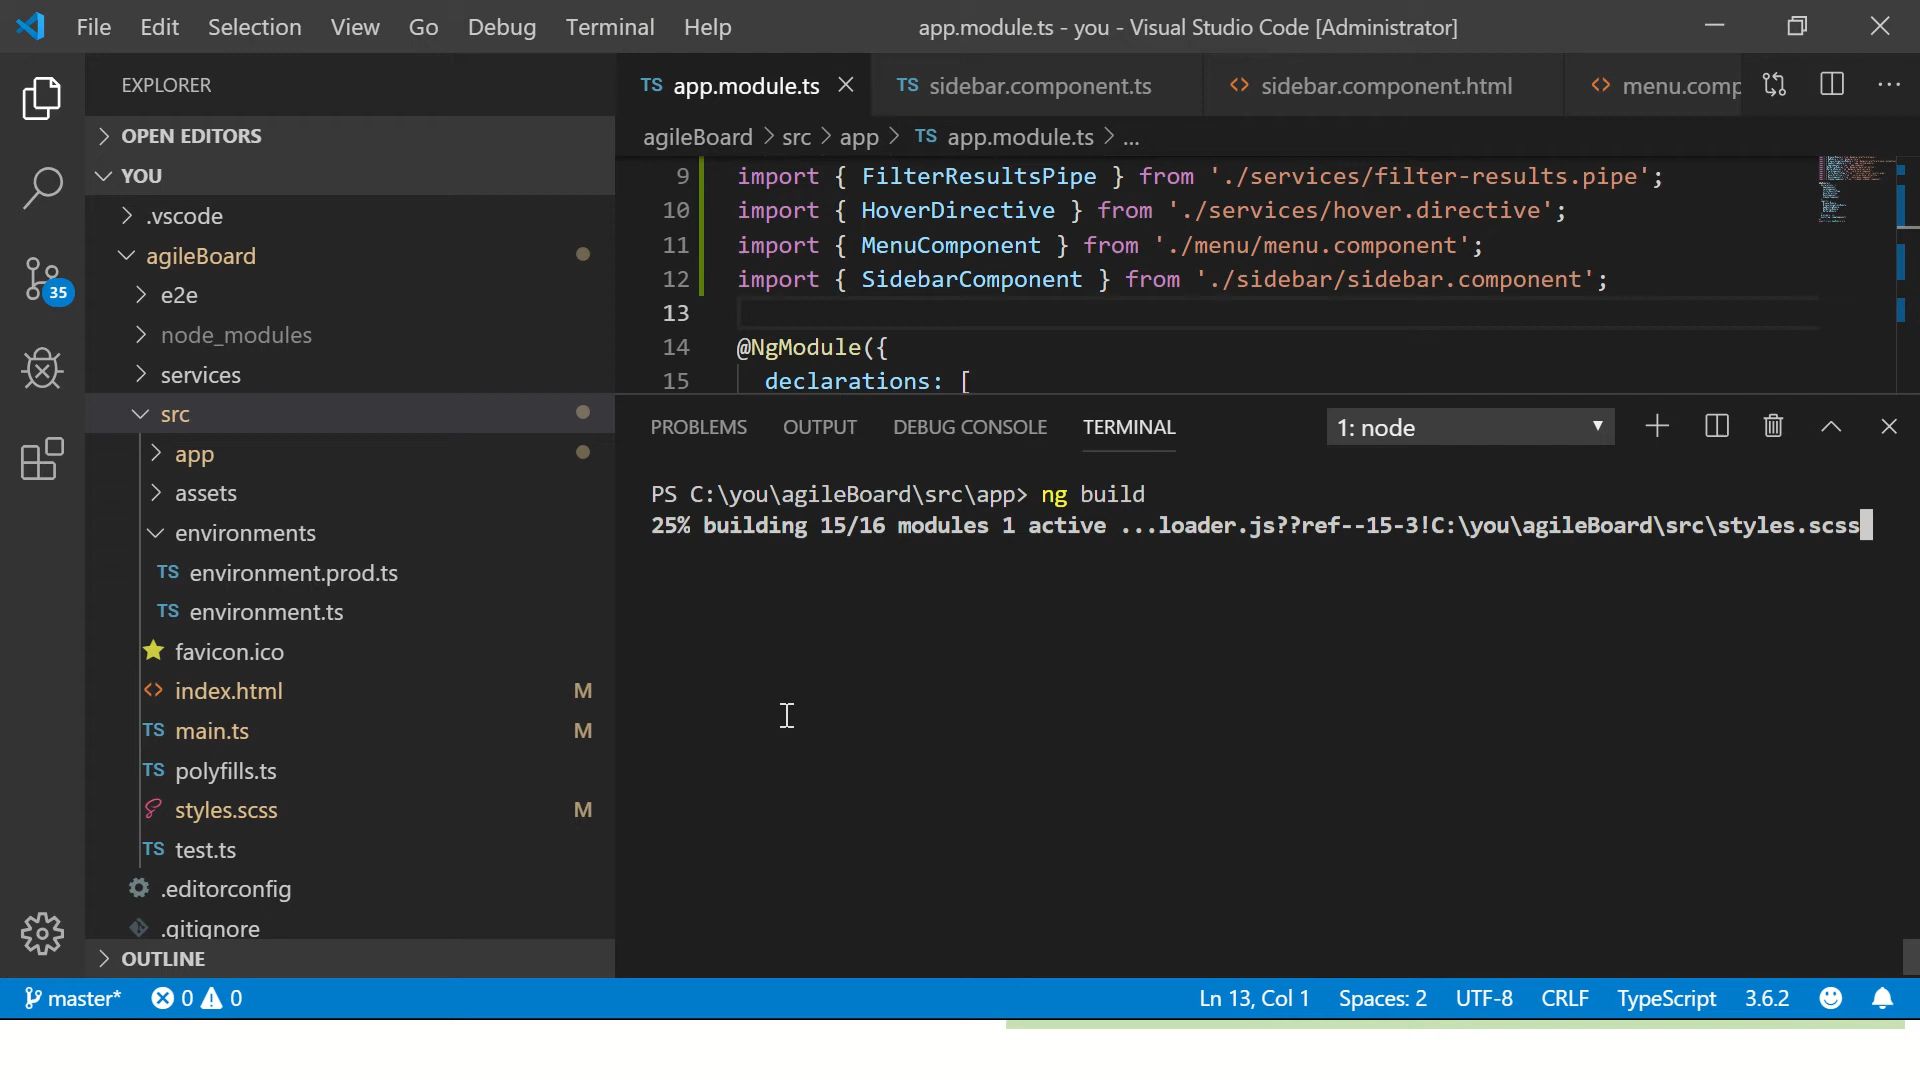 File Edit Selection View Go Debug Terminal Help app.module.ts - you - Visual Studio Code [Administrator]
EXPLORER
OPEN EDITORS
YOU
.vscode
agileBoard
e2e
node_modules
services
src
app
assets
environments
TS environment.prod.ts
TS environment.ts
favicon.ico
<> index.html M
TS main.ts M
TS polyfills.ts
styles.scss M
TS test.ts
.editorconfig
.gitignore
OUTLINE
35
TS app.module.ts TS sidebar.component.ts <> sidebar.component.html <> menu.comp
agileBoard > src > app > TS app.module.ts > ...
9 import { FilterResultsPipe } from './services/filter-results.pipe';
10 import { HoverDirective } from './services/hover.directive';
11 import { MenuComponent } from './menu/menu.component';
12 import { SidebarComponent } from './sidebar/sidebar.component';
13
14 @NgModule({
15 declarations: [
PROBLEMS OUTPUT DEBUG CONSOLE TERMINAL 1: node
PS C:\you\agileBoard\src\app> ng build
25% building 15/16 modules 1 active ...loader.js??ref--15-3!C:\you\agileBoard\src\styles.scss
master* 0 0 Ln 13, Col 1 Spaces: 2 UTF-8 CRLF TypeScript 3.6.2